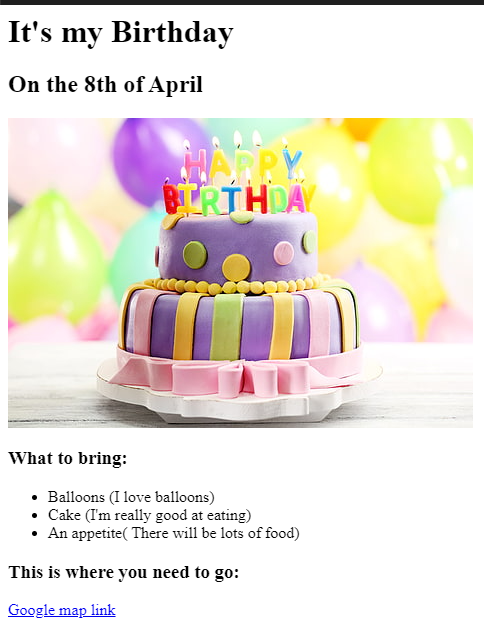 It's my Birthday
On the 8th of April
HAPPY
BIRTHDAY
What to bring:
Balloons (I love balloons)
Cake (I'm really good at eating)
An appetite( There will be lots of food)
This is where you need to go:
Google map link